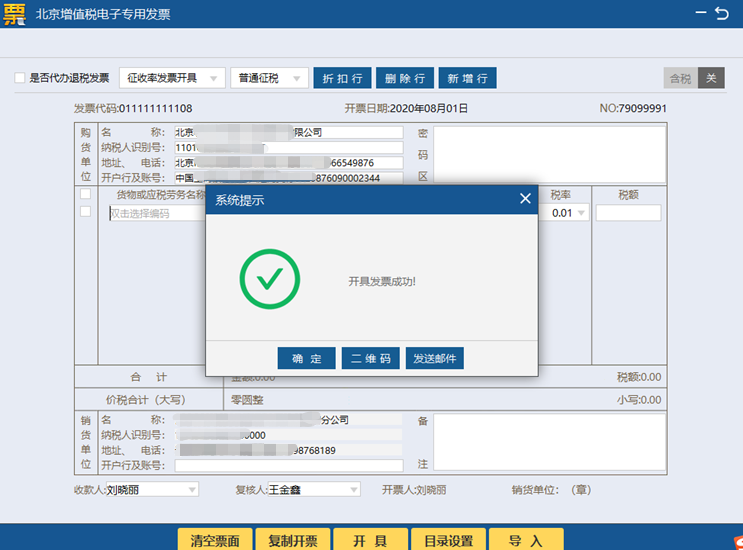 票 北京增值税电子专用发票
是否代办退税发票 征收率发票开具 普通征税 折扣行 删除行 新增行 含税 关
发票代码:011111111108 开票日期:2020年08月01日 NO:79099991
购货单位 密码区
名 称: 北京 限公司
纳税人识别号: 1101
地址、 电话: 北京 66549876
开户行及账号: 中国 876090002344
货物或应税劳务名称 税率 税额
双击选择编码 0.01
系统提示
开具发票成功!
确 定 二维码 发送邮件
合 计 金额:0.00 税额:0.00
价税合计（大写） 零圆整 小写:0.00
销货单位 备注
名 称: 分公司
纳税人识别号: 0000
地址、 电话: 98768189
开户行及账号:
收款人:刘晓丽 复核人:王金鑫 开票人:刘晓丽 销货单位：（章）
清空票面 复制开票 开 具 目录设置 导 入